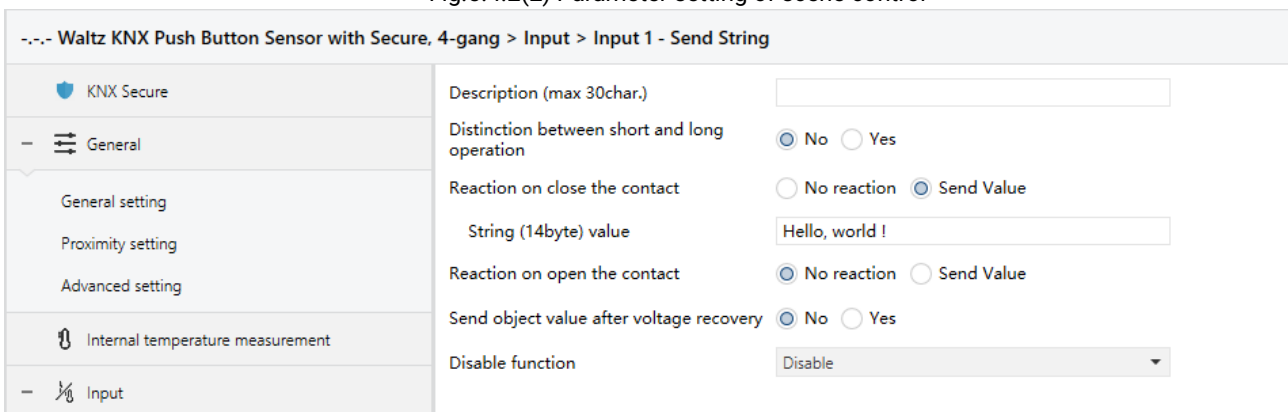 Fig.5.4.2(2) Parameter setting of scene control
-.-.- Waltz KNX Push Button Sensor with Secure, 4-gang > Input > Input 1 - Send String
KNX Secure
General
General setting
Proximity setting
Advanced setting
Internal temperature measurement
Input
Description (max 30char.)
Distinction between short and long
operation
No Yes
Reaction on close the contact
No reaction Send Value
String (14byte) value
Hello, world !
Reaction on open the contact
No reaction Send Value
Send object value after voltage recovery
No Yes
Disable function
Disable